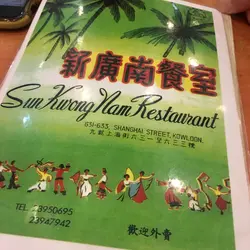 新廣南餐室
Sun Kwong Nam Restaurant
631-633, SHANGHAI STREET, KOWLOON.
九龍上海街六三一至六三三號
TEL: 23950695
23947942
歡迎外賣